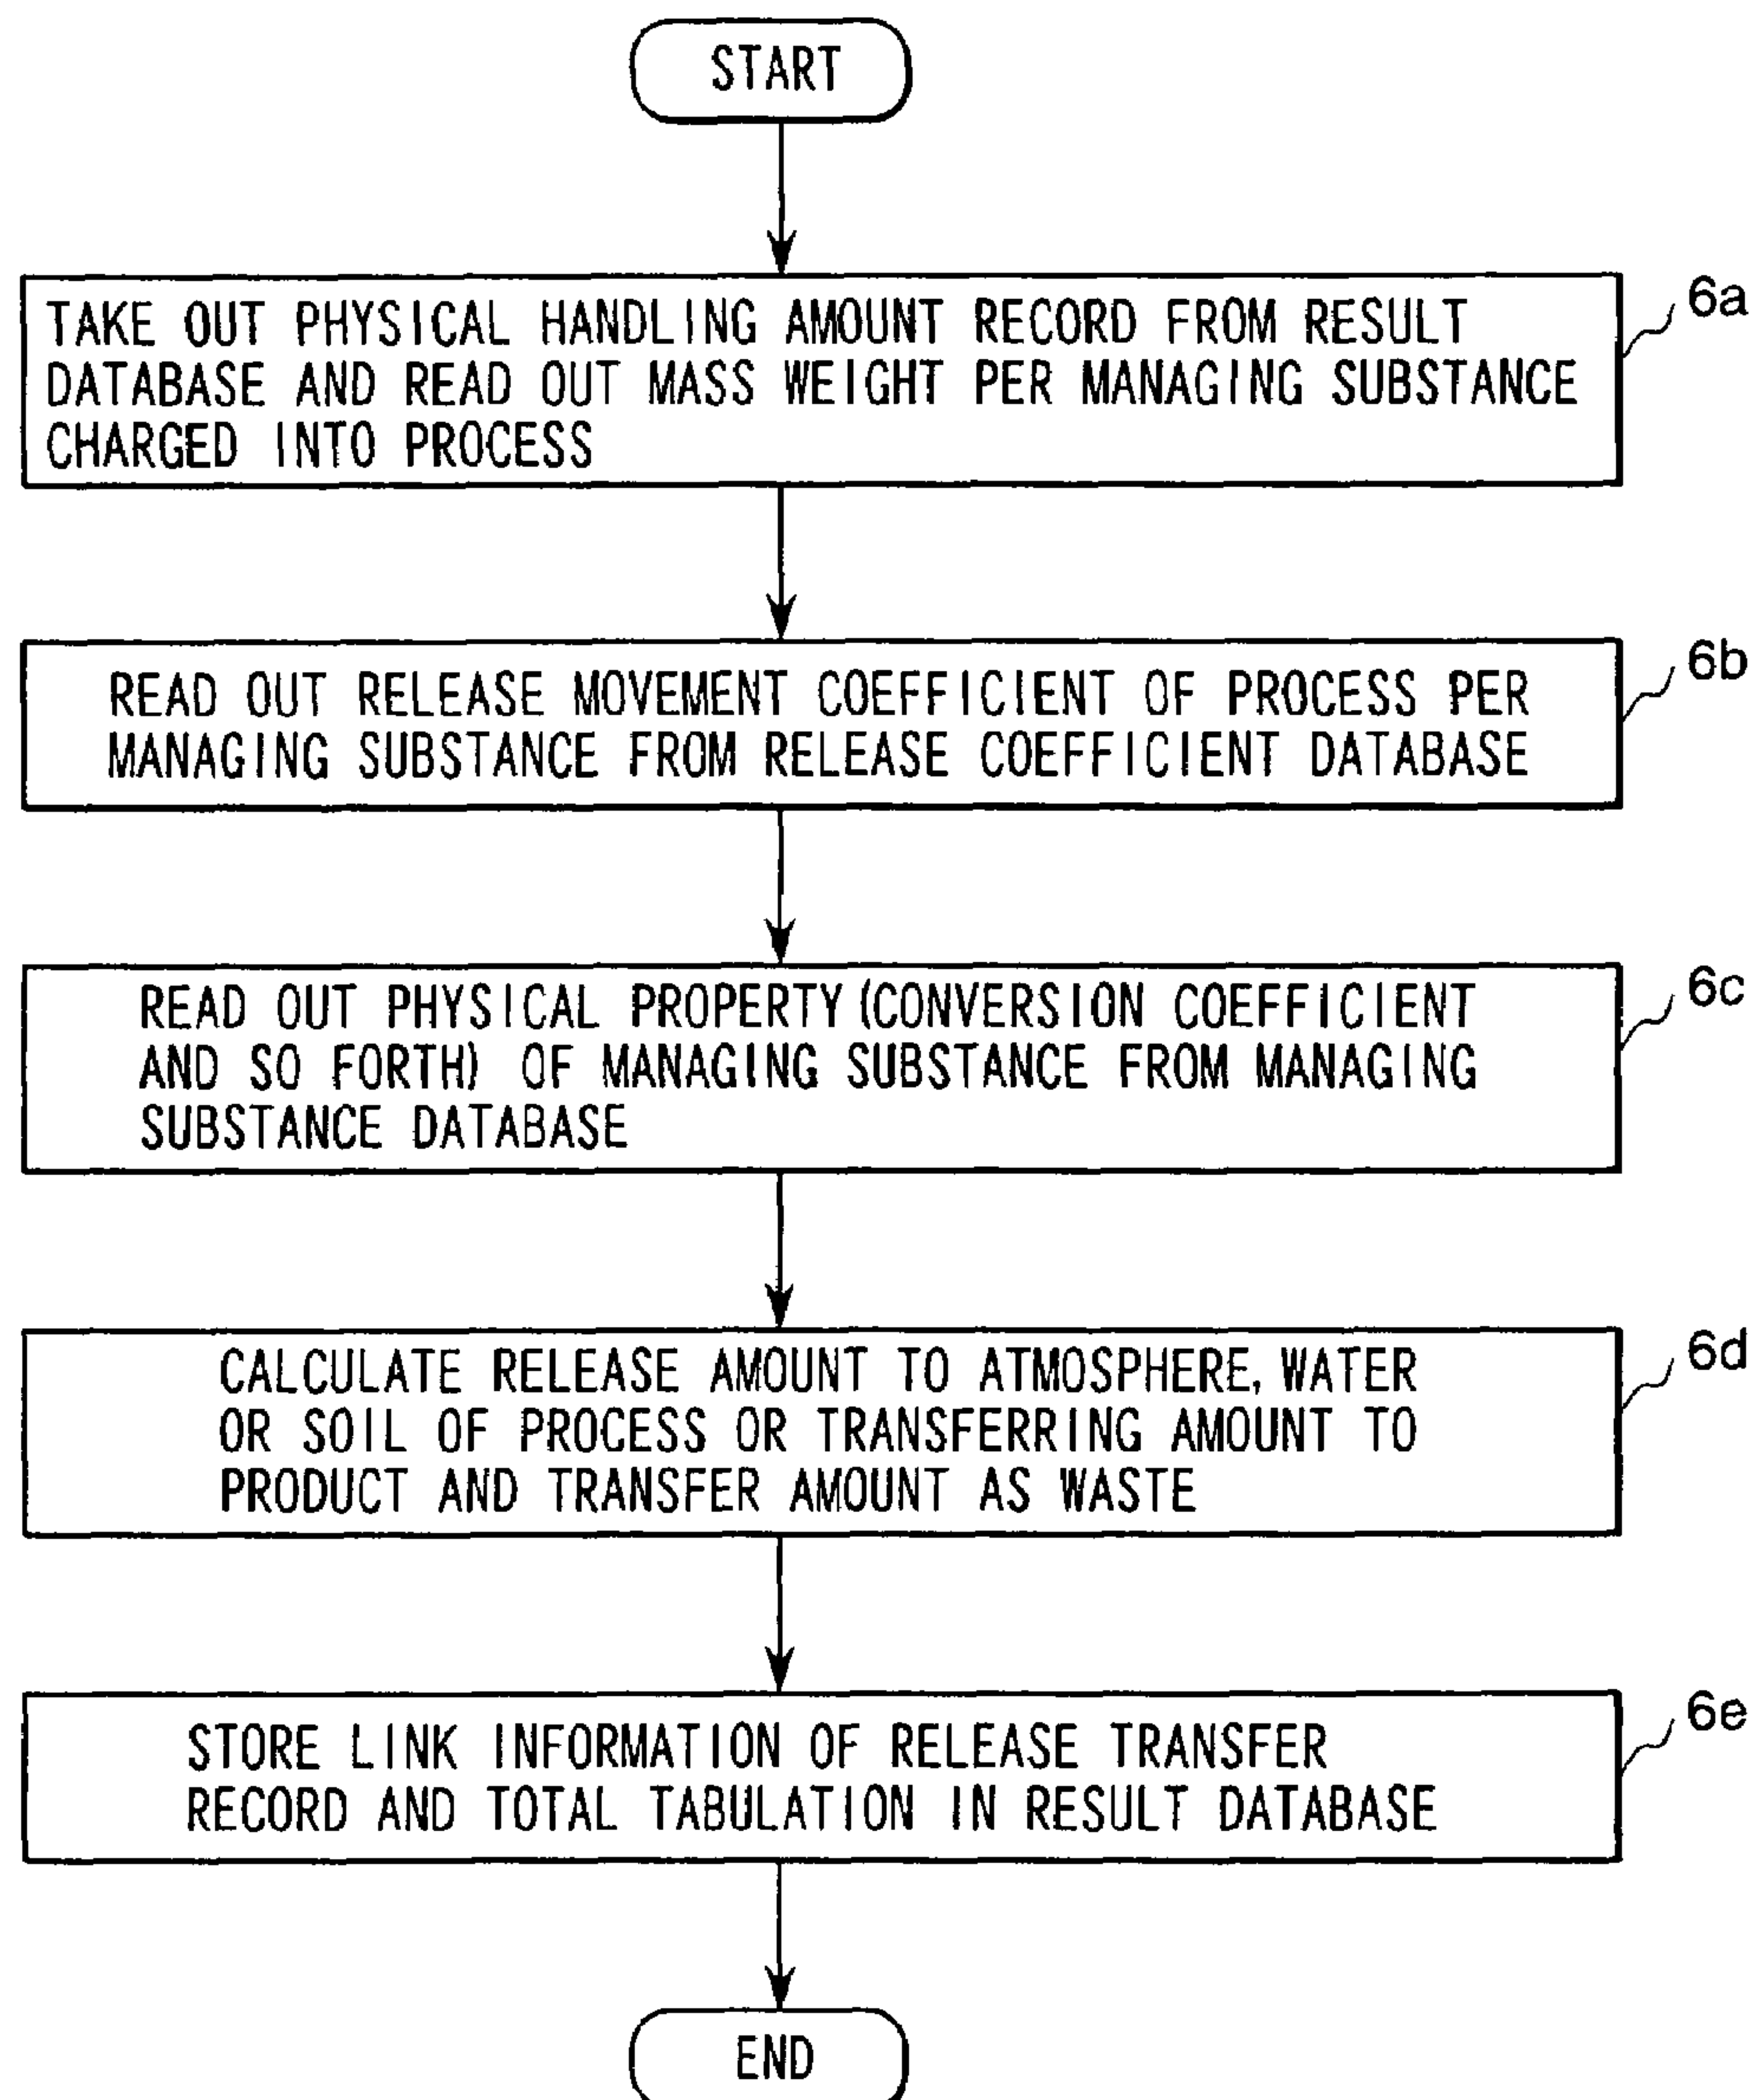 START
TAKE OUT PHYSICAL HANDLING AMOUNT RECORD FROM RESULT
DATABASE AND READ OUT MASS WEIGHT PER MANAGING SUBSTANCE
CHARGED INTO PROCESS
6a
READ OUT RELEASE MOVEMENT COEFFICIENT OF PROCESS PER
MANAGING SUBSTANCE FROM RELEASE COEFFICIENT DATABASE
6b
READ OUT PHYSICAL PROPERTY (CONVERSION COEFFICIENT
AND SO FORTH) OF MANAGING SUBSTANCE FROM MANAGING
SUBSTANCE DATABASE
6c
CALCULATE RELEASE AMOUNT TO ATMOSPHERE, WATER
OR SOIL OF PROCESS OR TRANSFERRING AMOUNT TO
PRODUCT AND TRANSFER AMOUNT AS WASTE
6d
STORE LINK INFORMATION OF RELEASE TRANSFER
RECORD AND TOTAL TABULATION IN RESULT DATABASE
6e
END